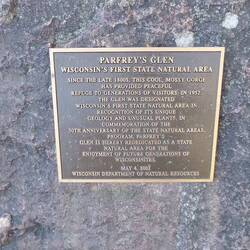 PARFREY'S GLEN
WISCONSIN'S FIRST STATE NATURAL AREA
SINCE THE LATE 1800S, THIS COOL, MOSSY GORGE
HAS PROVIDED PEACEFUL
REFUGE TO GENERATIONS OF VISITORS. IN 1952,
THE GLEN WAS DESIGNATED
WISCONSIN'S FIRST STATE NATURAL AREA IN
RECOGNITION OF ITS UNIQUE
GEOLOGY AND UNUSUAL PLANTS. IN
COMMEMORATION OF THE
50TH ANNIVERSARY OF THE STATE NATURAL AREAS
PROGRAM, PARFREY'S
GLEN IS HEREBY REDEDICATED AS A STATE
NATURAL AREA FOR THE
ENJOYMENT OF FUTURE GENERATIONS OF
WISCONSINITES.
MAY 4, 2002
WISCONSIN DEPARTMENT OF NATURAL RESOURCES